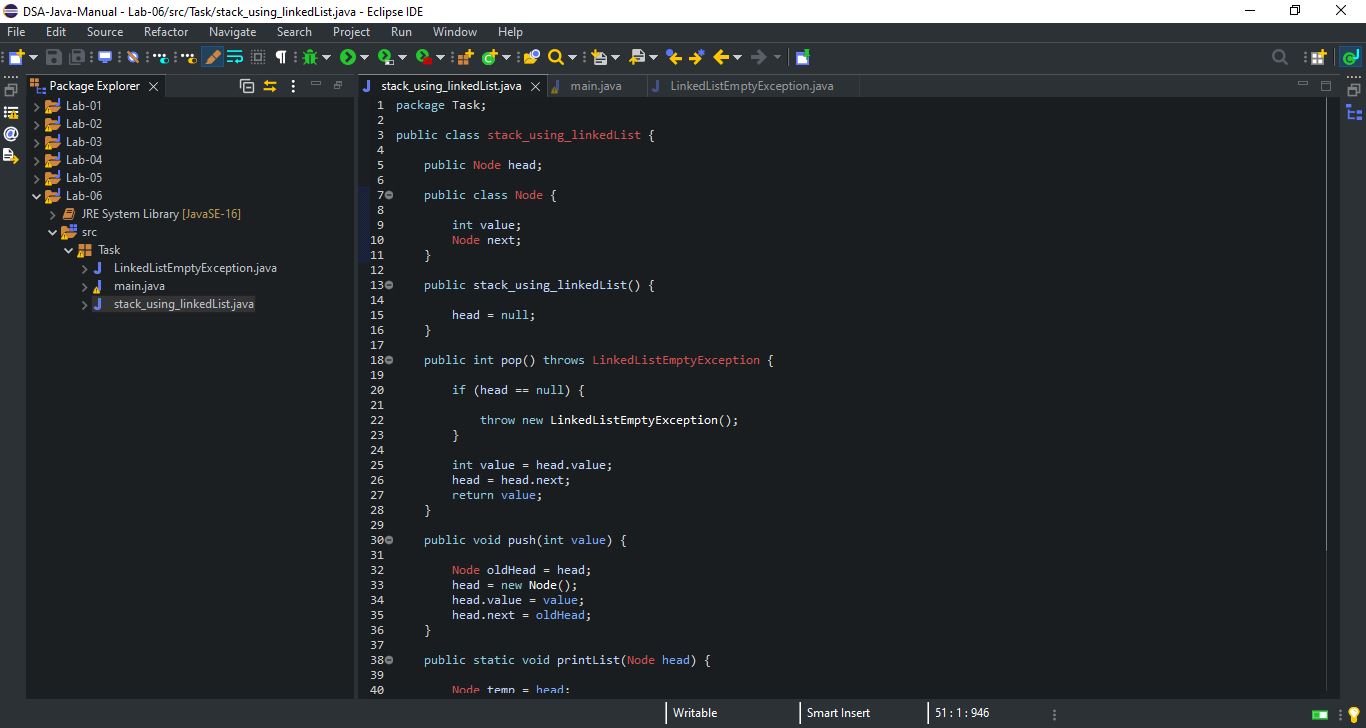 DSA-Java-Manual - Lab-06/src/Task/stack_using_linkedList.java - Eclipse IDE
File Edit Source Refactor Navigate Search Project Run Window Help
Package Explorer
Lab-01
Lab-02
Lab-03
Lab-04
Lab-05
Lab-06
JRE System Library [JavaSE-16]
src
Task
LinkedListEmptyException.java
main.java
stack_using_linkedList.java
stack_using_linkedList.java main.java LinkedListEmptyException.java
1 package Task;
2
3 public class stack_using_linkedList {
4
5 public Node head;
6
7 public class Node {
8
9 int value;
10 Node next;
11 }
12
13 public stack_using_linkedList() {
14
15 head = null;
16 }
17
18 public int pop() throws LinkedListEmptyException {
19
20 if (head == null) {
21
22 throw new LinkedListEmptyException();
23 }
24
25 int value = head.value;
26 head = head.next;
27 return value;
28 }
29
30 public void push(int value) {
31
32 Node oldHead = head;
33 head = new Node();
34 head.value = value;
35 head.next = oldHead;
36 }
37
38 public static void printList(Node head) {
39
40 Node temp = head;
Writable Smart Insert 51 : 1 : 946